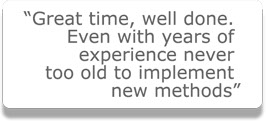 “Great time, well done.
Even with years of
experience never
too old to implement
new methods”